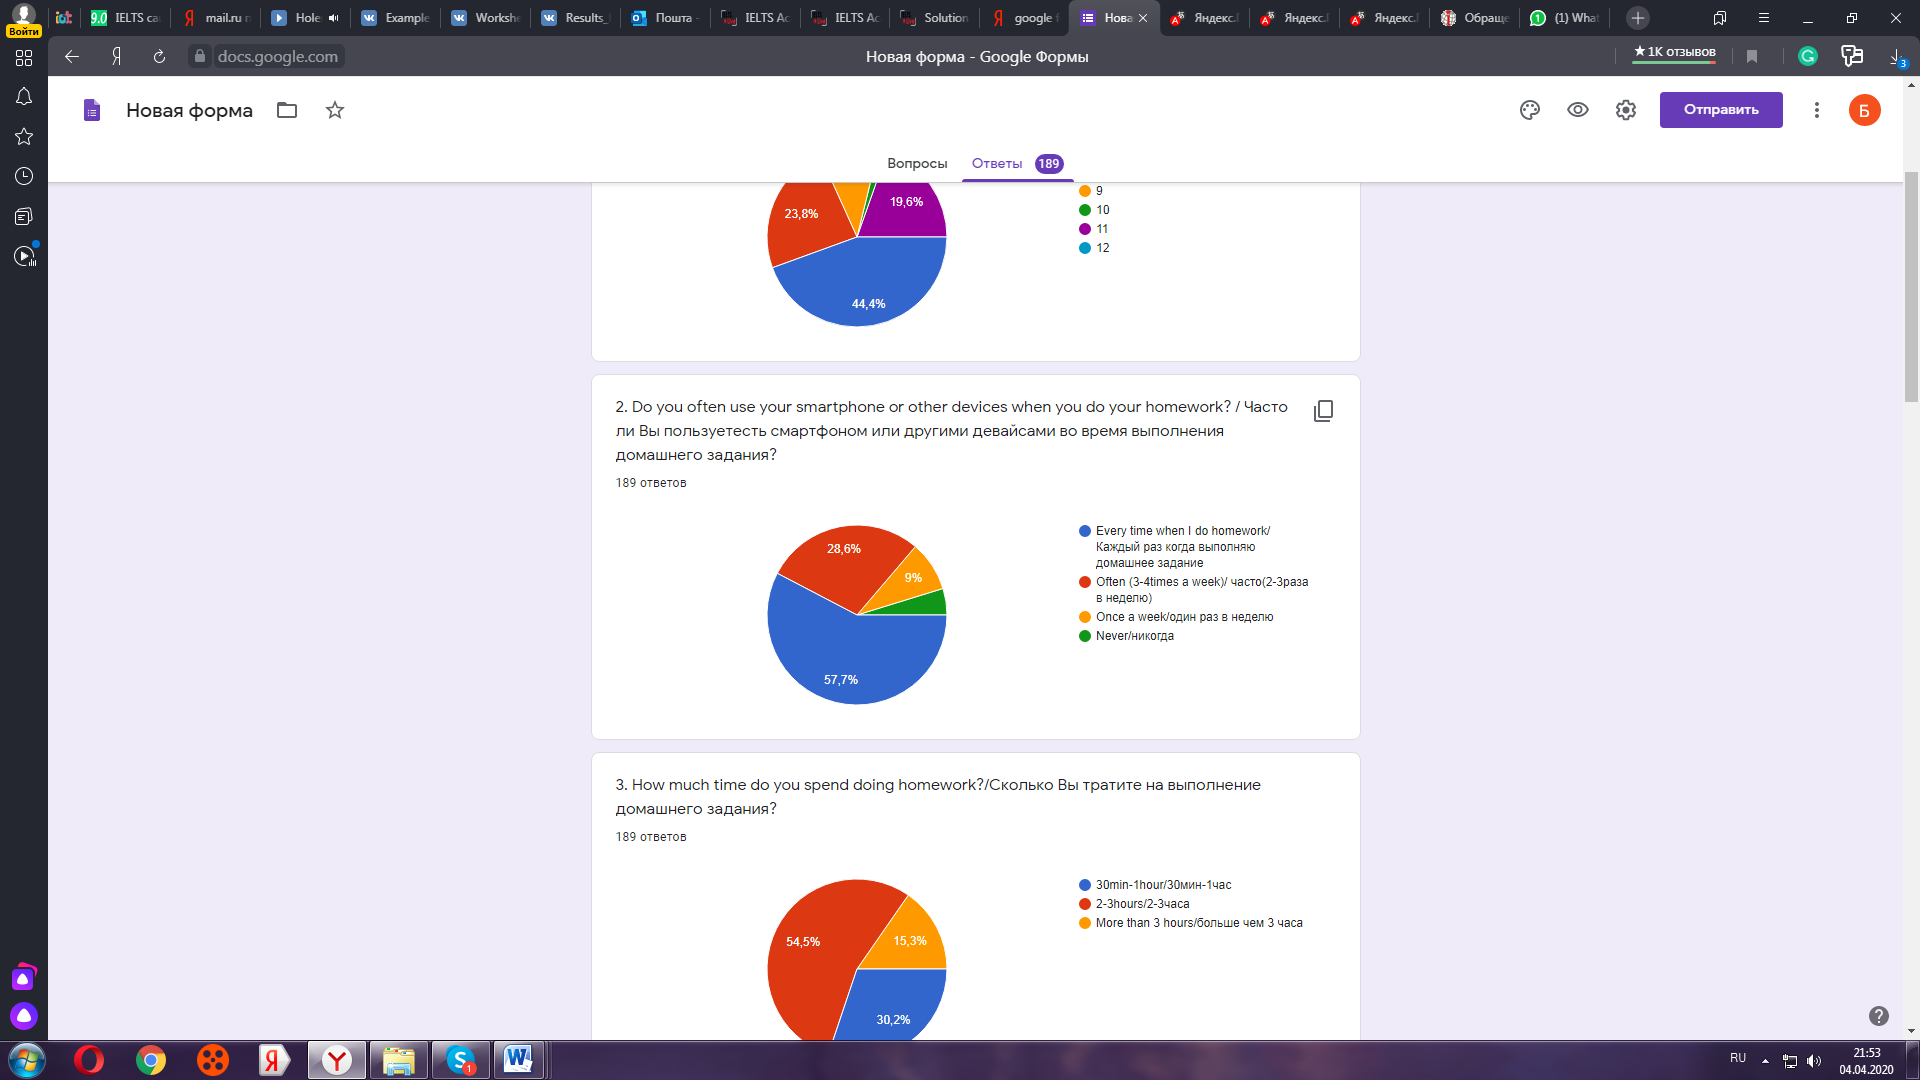 Войти
IELTS ca
mail.ru п
Hole
Example
Workshe
Results_
Пошта -
IELTS Ac
IELTS Ac
Solution
google f
Нова
Яндекс.
Яндекс.
Яндекс.
Обраще
(1) What
docs.google.com
Новая форма - Google Формы
★1K отзывов
3
Новая форма
Отправить
Б
Вопросы
Ответы 189
23,8%
19,6%
44,4%
9
10
11
12
2. Do you often use your smartphone or other devices when you do your homework? / Часто
ли Вы пользуетесть смартфоном или другими девайсами во время выполнения
домашнего задания?
189 ответов
28,6%
9%
57,7%
Every time when I do homework/
Каждый раз когда выполняю
домашнее задание
Often (3-4times a week)/ часто(2-3раза
в неделю)
Once a week/один раз в неделю
Never/никогда
3. How much time do you spend doing homework?/Сколько Вы тратите на выполнение
домашнего задания?
189 ответов
54,5%
15,3%
30,2%
30min-1hour/30мин-1час
2-3hours/2-3часа
More than 3 hours/больше чем 3 часа
RU
21:53
04.04.2020